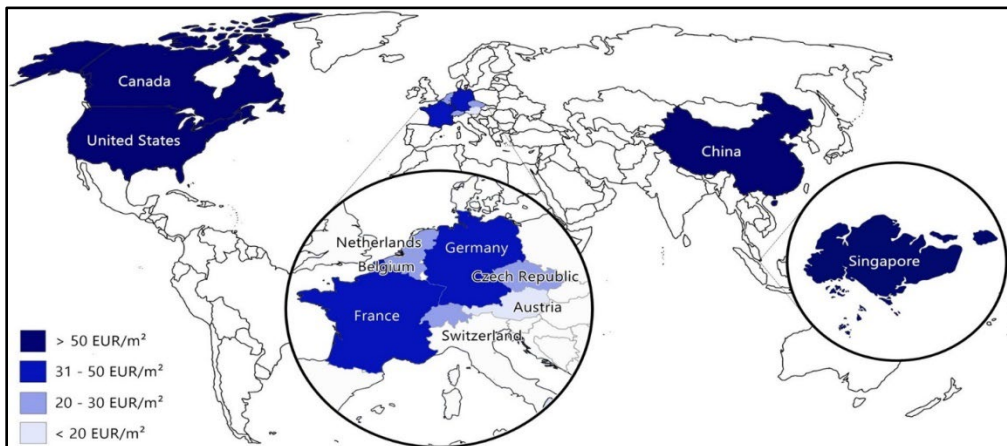 Canada
United States
China
Netherlands
Germany
Belgium
Czech Republic
Singapore
France
Austria
Switzerland
> 50 EUR/m²
31 - 50 EUR/m²
20 - 30 EUR/m²
< 20 EUR/m²